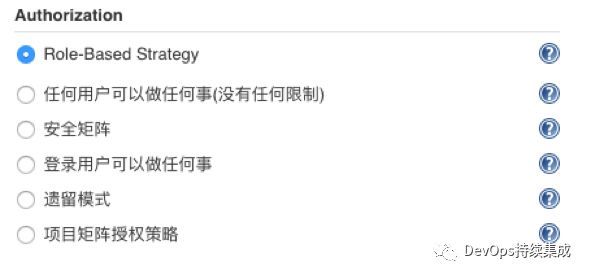 Authorization
Role-Based Strategy
任何用户可以做任何事(没有任何限制)
安全矩阵
登录用户可以做任何事
遗留模式
项目矩阵授权策略
DevOps持续集成